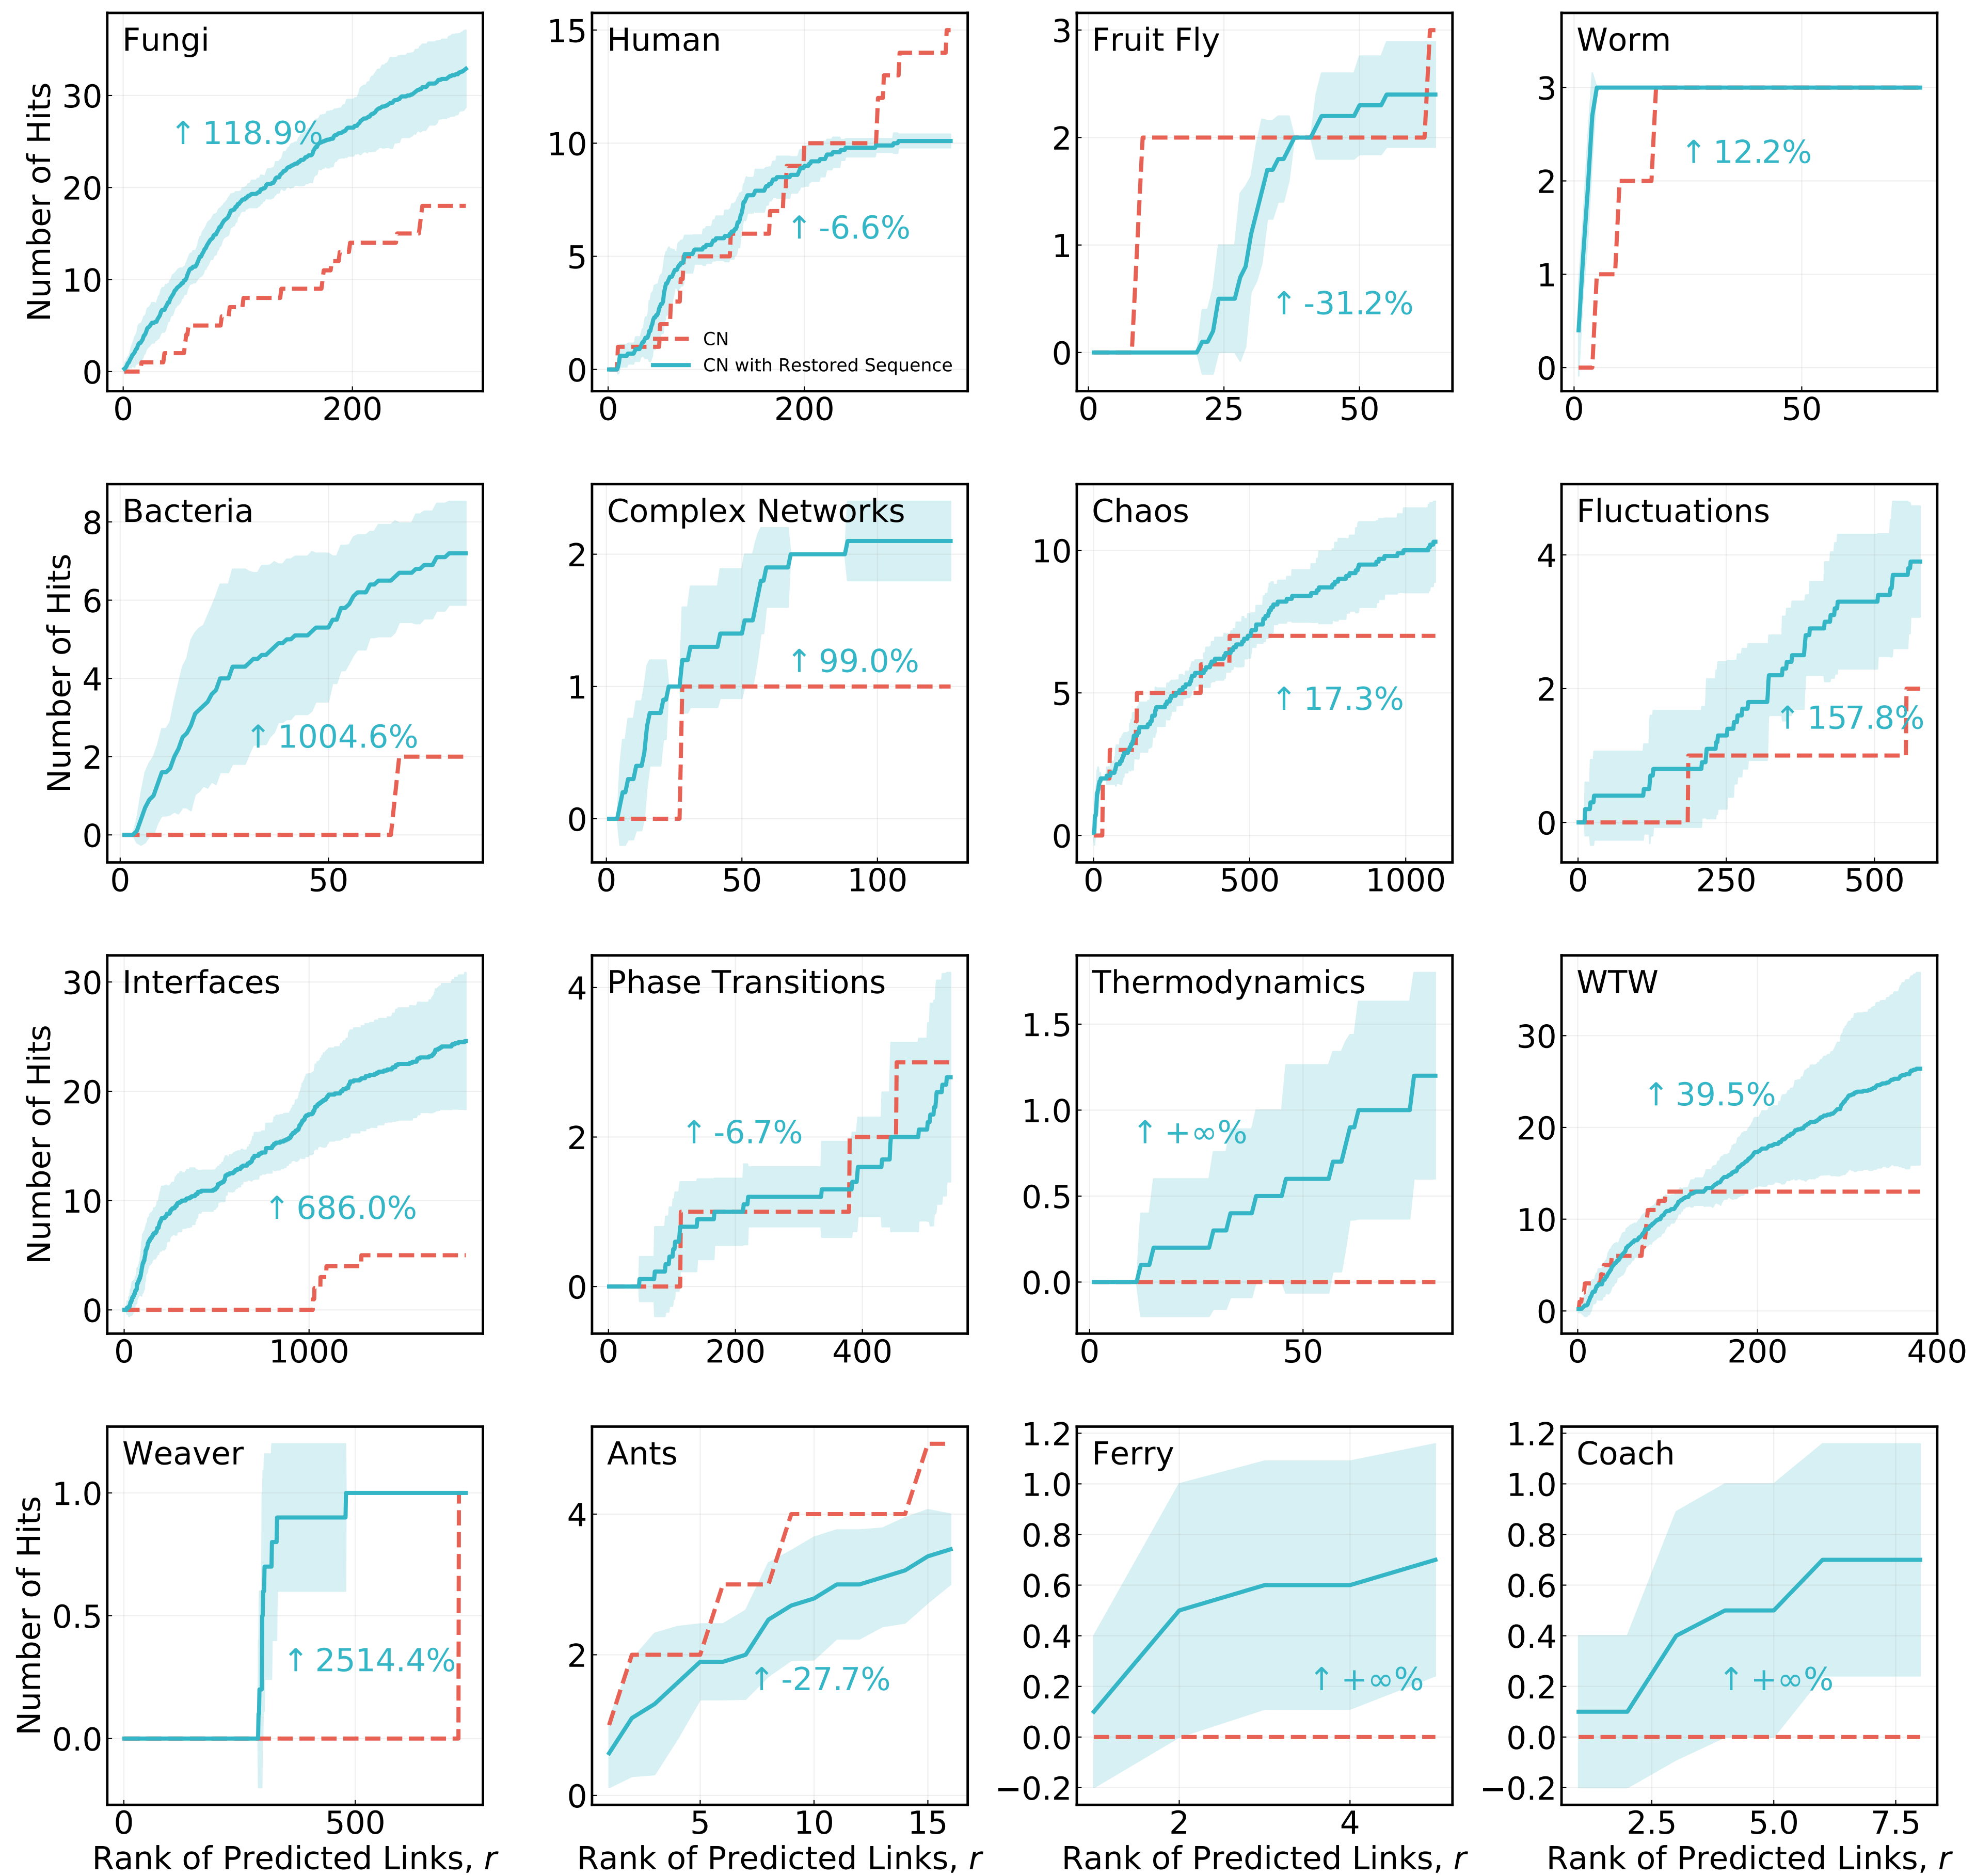 Fungi
Number of Hits
↑ 118.9%
30
20
10
0
0 200
Human
15
10
5
0
↑ -6.6%
CN
CN with Restored Sequence
0 200
Fruit Fly
3
2
1
0
↑ -31.2%
0 25 50
Worm
3
2
1
0
↑ 12.2%
0 50
Bacteria
Number of Hits
8
6
4
2
0
↑ 1004.6%
0 50
Complex Networks
2
1
0
↑ 99.0%
0 50 100
Chaos
10
5
0
↑ 17.3%
0 500 1000
Fluctuations
4
2
0
↑ 157.8%
0 250 500
Interfaces
Number of Hits
30
20
10
0
↑ 686.0%
0 1000
Phase Transitions
4
2
0
↑ -6.7%
0 200 400
Thermodynamics
1.5
1.0
0.5
0.0
↑ +∞%
0 50
WTW
30
20
10
0
↑ 39.5%
0 200 400
Weaver
Number of Hits
1.0
0.5
0.0
↑ 2514.4%
0 500
Rank of Predicted Links, r
Ants
4
2
0
↑ -27.7%
5 10 15
Rank of Predicted Links, r
Ferry
1.2
1.0
0.8
0.6
0.4
0.2
0.0
−0.2
↑ +∞%
2 4
Rank of Predicted Links, r
Coach
1.2
1.0
0.8
0.6
0.4
0.2
0.0
−0.2
↑ +∞%
2.5 5.0 7.5
Rank of Predicted Links, r